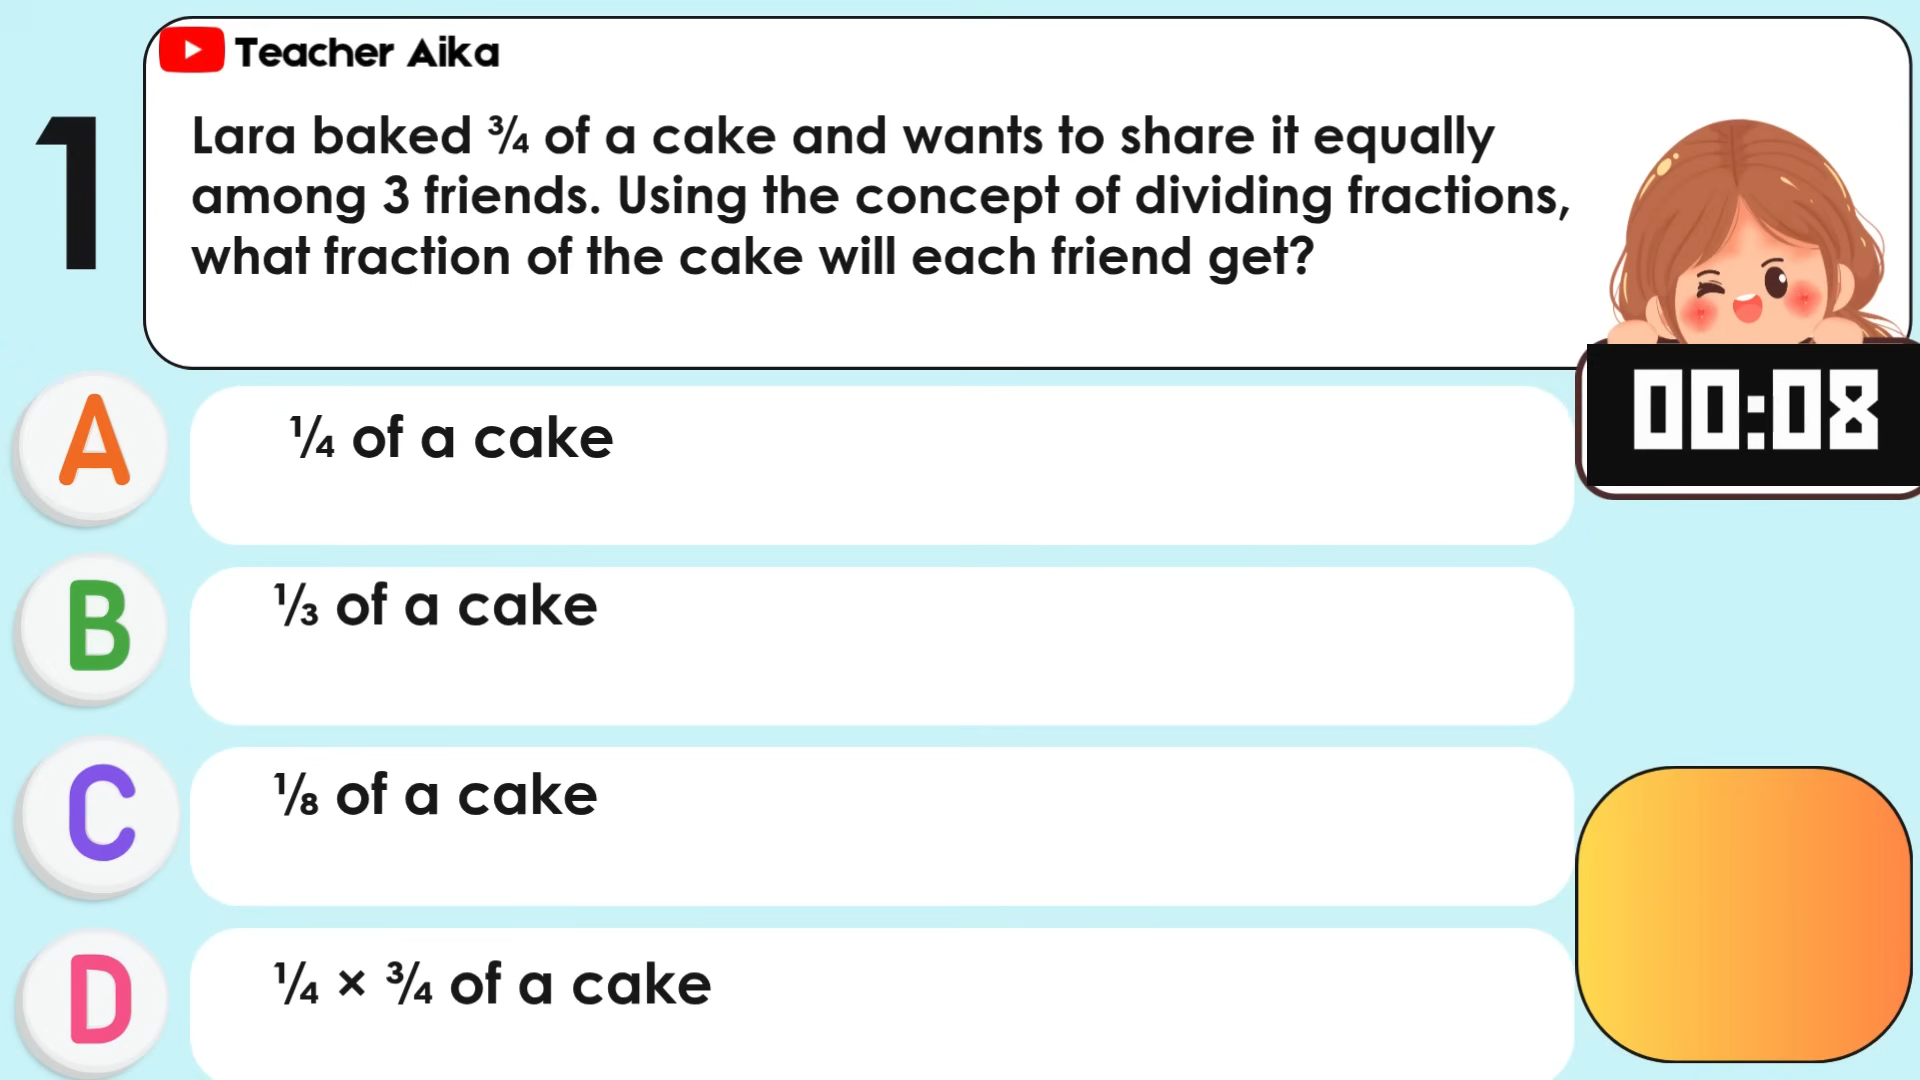 Teacher Aika
1
Lara baked ¾ of a cake and wants to share it equally
among 3 friends. Using the concept of dividing fractions,
what fraction of the cake will each friend get?
00:08
A
¼ of a cake
B
⅓ of a cake
C
⅛ of a cake
D
¼ × ¾ of a cake